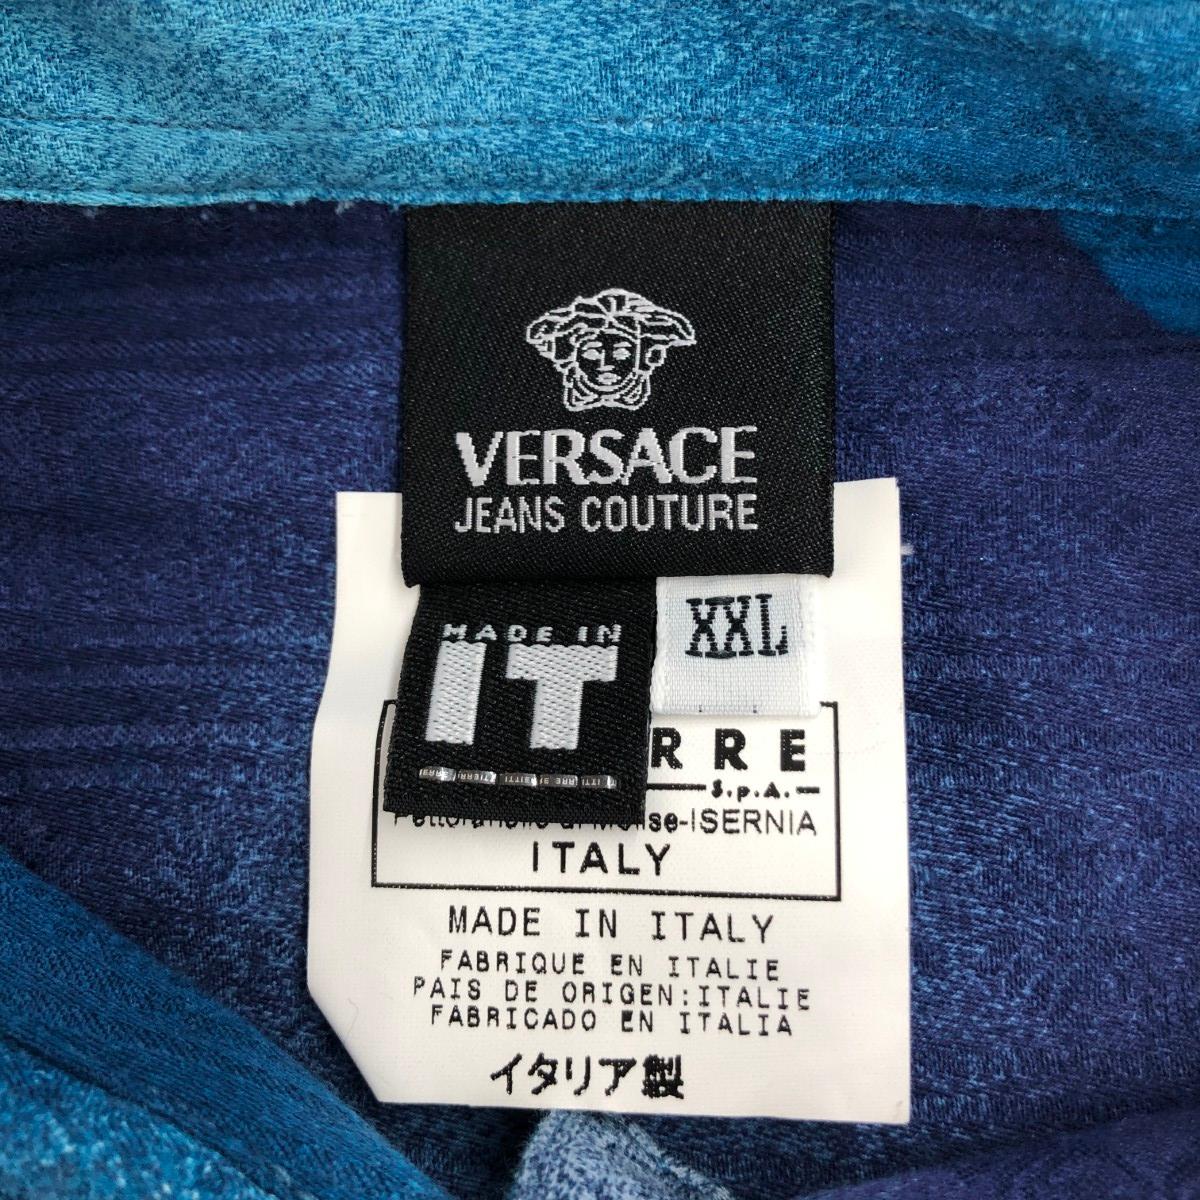 VERSACE
JEANS COUTURE
MADE IN
IT
XXL
RRE
S.p.A.
-ISERNIA
ITALY
MADE IN ITALY
FABRIQUE EN ITALIE
PAIS DE ORIGEN:ITALIE
FABRICADO EN ITALIA
イタリア製